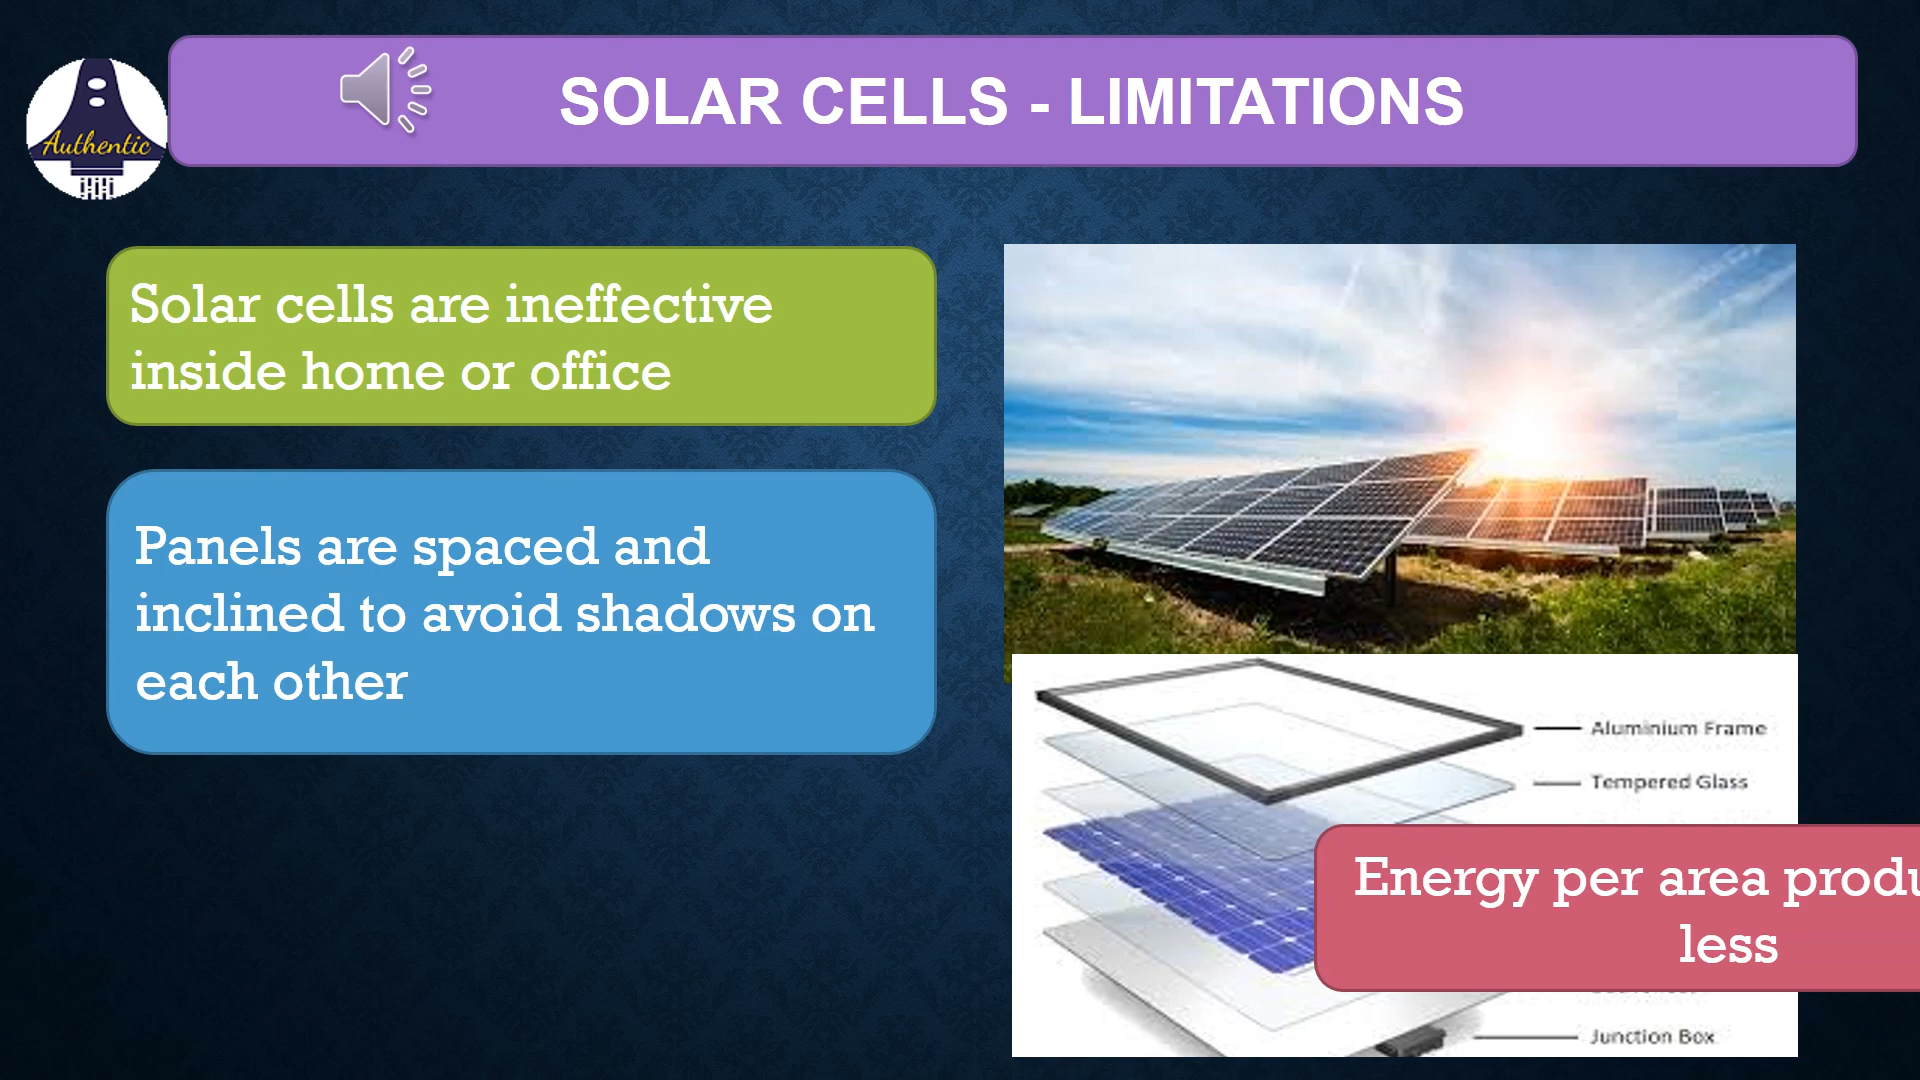 Authentic
SOLAR CELLS - LIMITATIONS
Solar cells are ineffective
inside home or office
Panels are spaced and
inclined to avoid shadows on
each other
Aluminium Frame
Tempered Glass
Energy per area
less
Junction Box